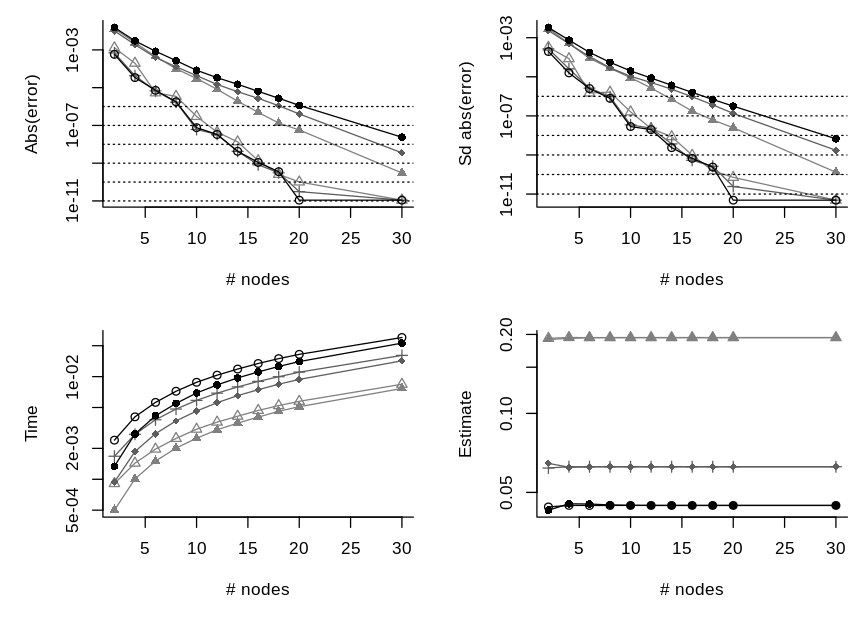 Abs(error)
1e-03
1e-07
1e-11
5 10 15 20 25 30
# nodes
Sd abs(error)
1e-03
1e-07
1e-11
5 10 15 20 25 30
# nodes
Time
1e-02
2e-03
5e-04
5 10 15 20 25 30
# nodes
Estimate
0.20
0.10
0.05
5 10 15 20 25 30
# nodes